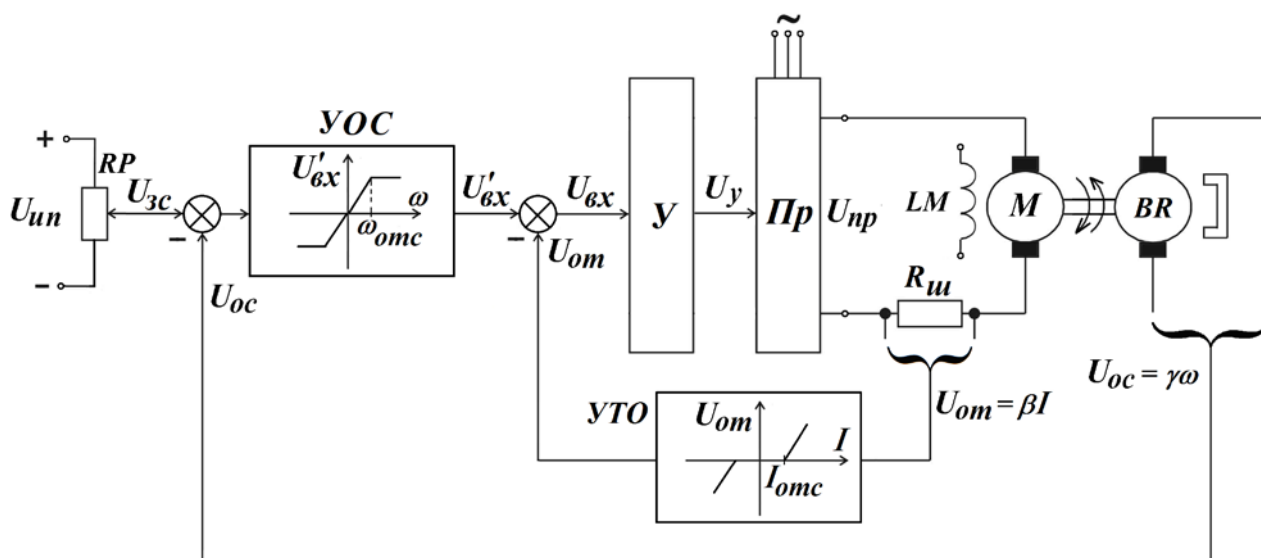 ~
УОС
+
RP
U'вх
ω
ωотс
Uип
Uзс
−
−
Uос
U'вх
−
Uвх
Uот
У
Uу
Пр
Uпр
LM
M
BR
Rш
Uос = γω
Uот = βI
УТО
Uот
I
Iотс